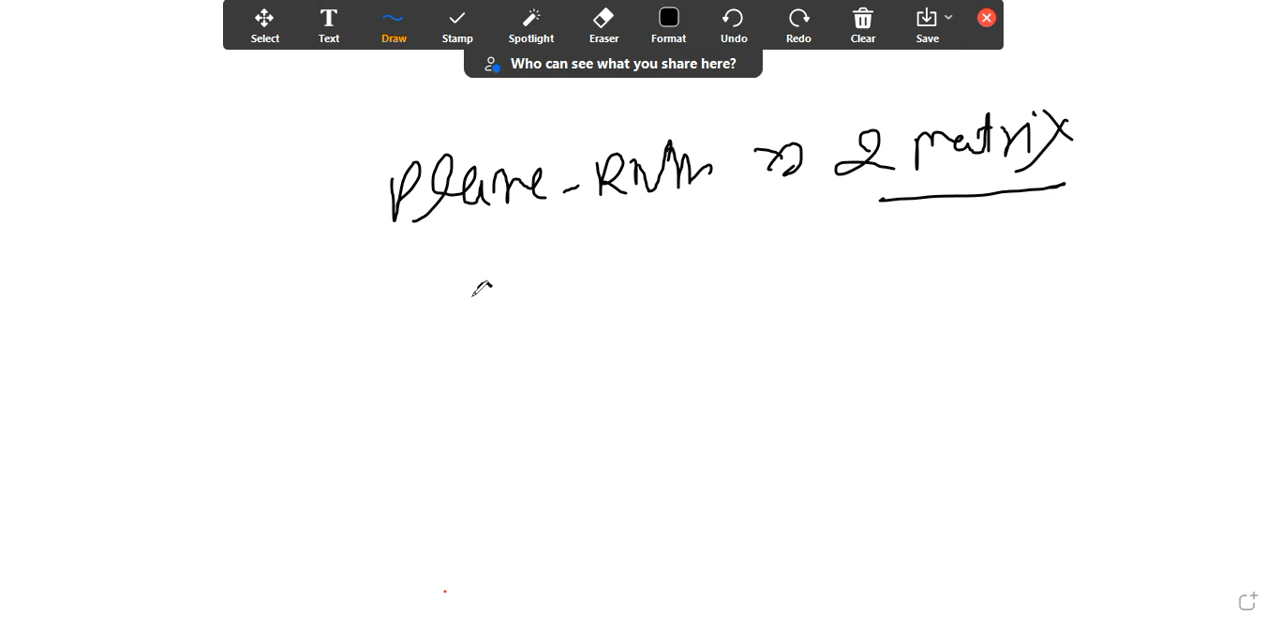 Select Text Draw Stamp Spotlight Eraser Format Undo Redo Clear Save
Who can see what you share here?
Plane - RNN 2 matrix